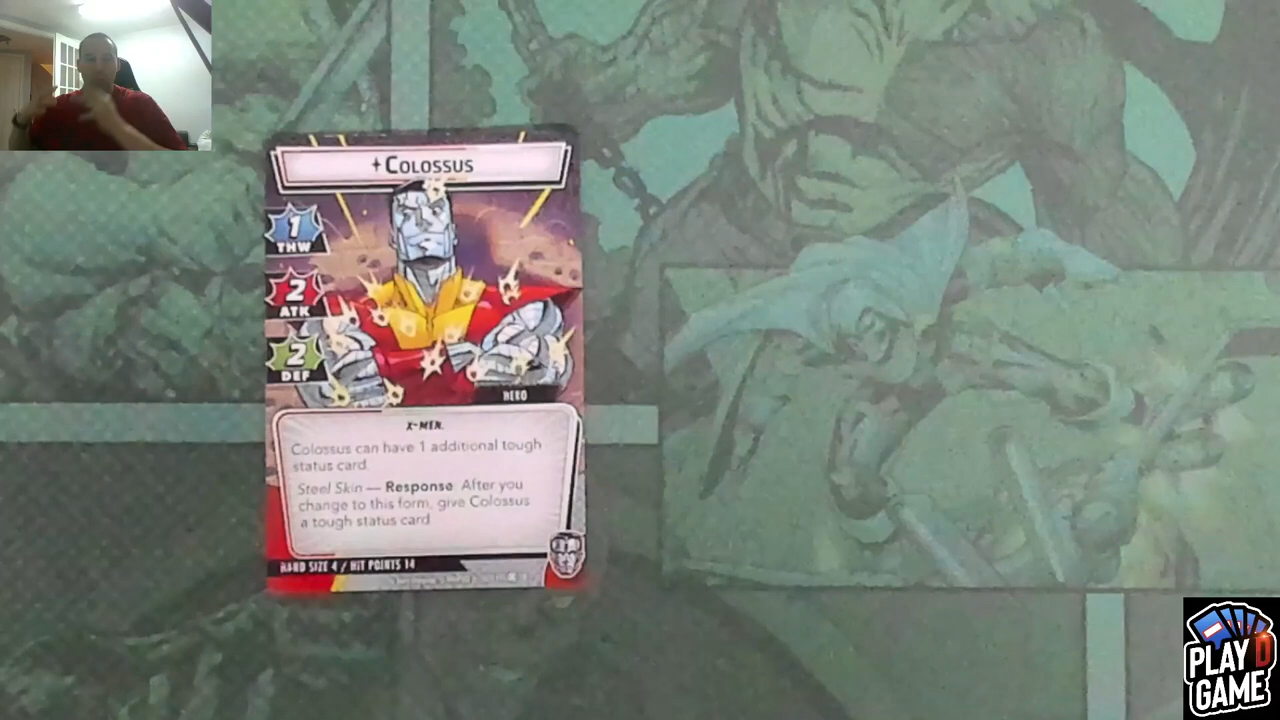 Colossus
1
THW
2
ATK
2
DEF
HERO
X-MEN.
Colossus can have 1 additional tough
status card.
Steel Skin — Response: After you
change to this form, give Colossus
a tough status card.
HAND SIZE 4 / HIT POINTS 14
PLAY D
GAME